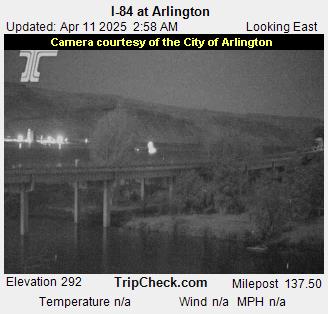 I-84 at Arlington
Updated: Apr 11 2025 2:58 AM Looking East
Camera courtesy of the City of Arlington
Elevation 292 TripCheck.com Milepost 137.50
Temperature n/a Wind n/a MPH n/a